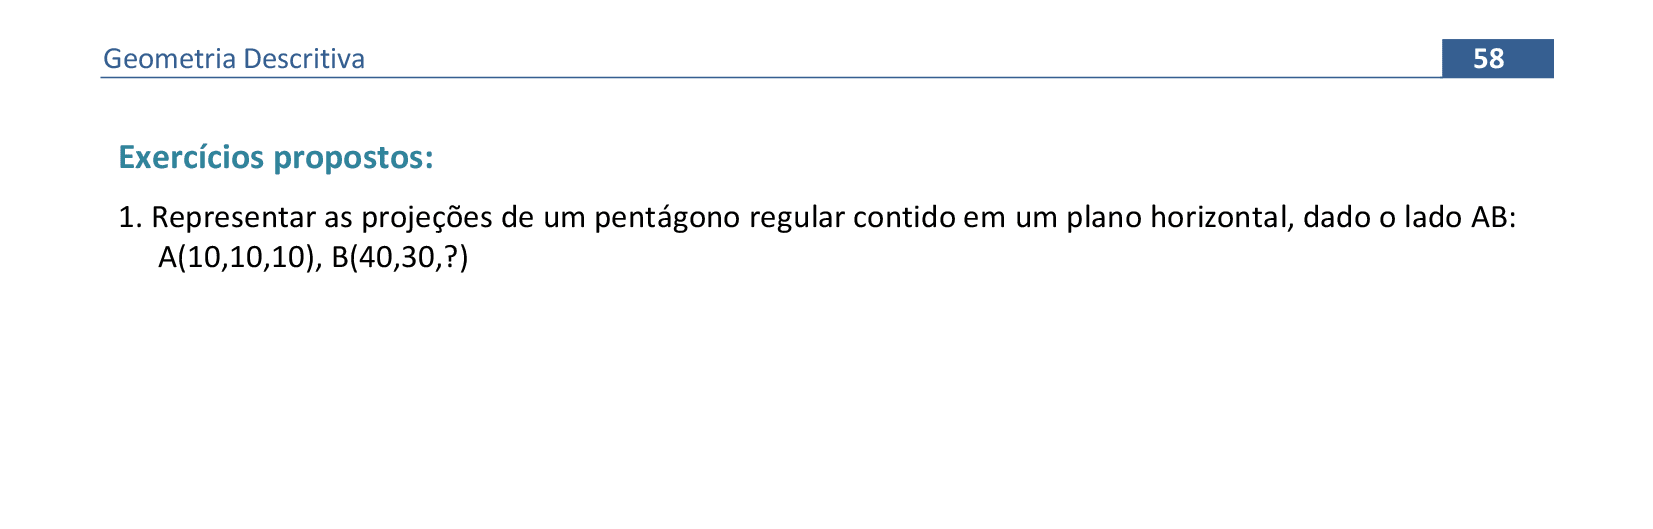 Geometria Descritiva 58
Exercícios propostos:
1. Representar as projeções de um pentágono regular contido em um plano horizontal, dado o lado AB:
A(10,10,10), B(40,30,?)